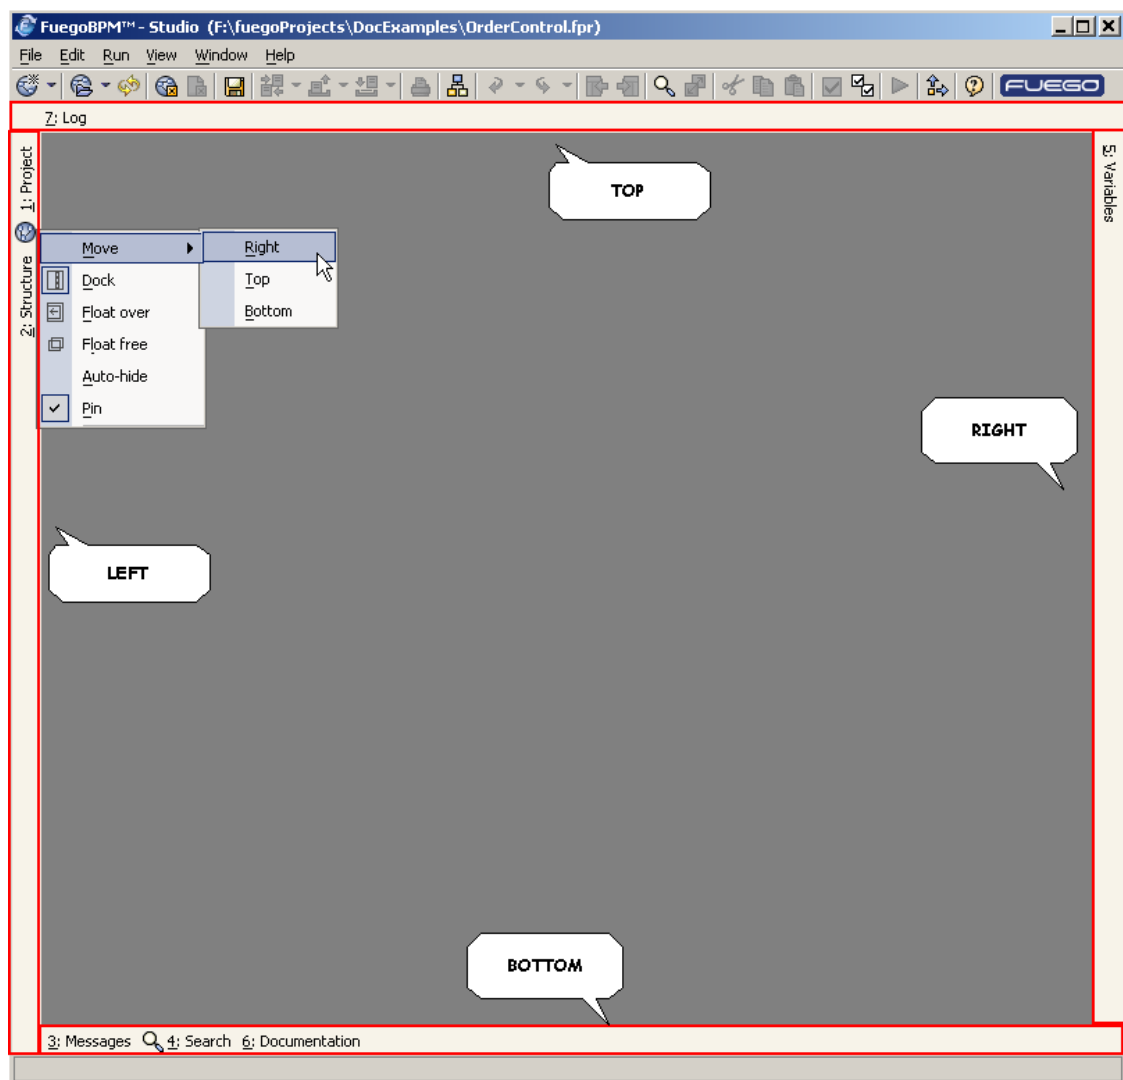 FuegoBPM™ - Studio (F:\fuegoProjects\DocExamples\OrderControl.fpr)
File Edit Run View Window Help
FUEGO
7: Log
1: Project
2: Structure
5: Variables
TOP
Move
Dock
Float over
Float free
Auto-hide
Pin
Right
Top
Bottom
RIGHT
LEFT
BOTTOM
3: Messages 4: Search 6: Documentation